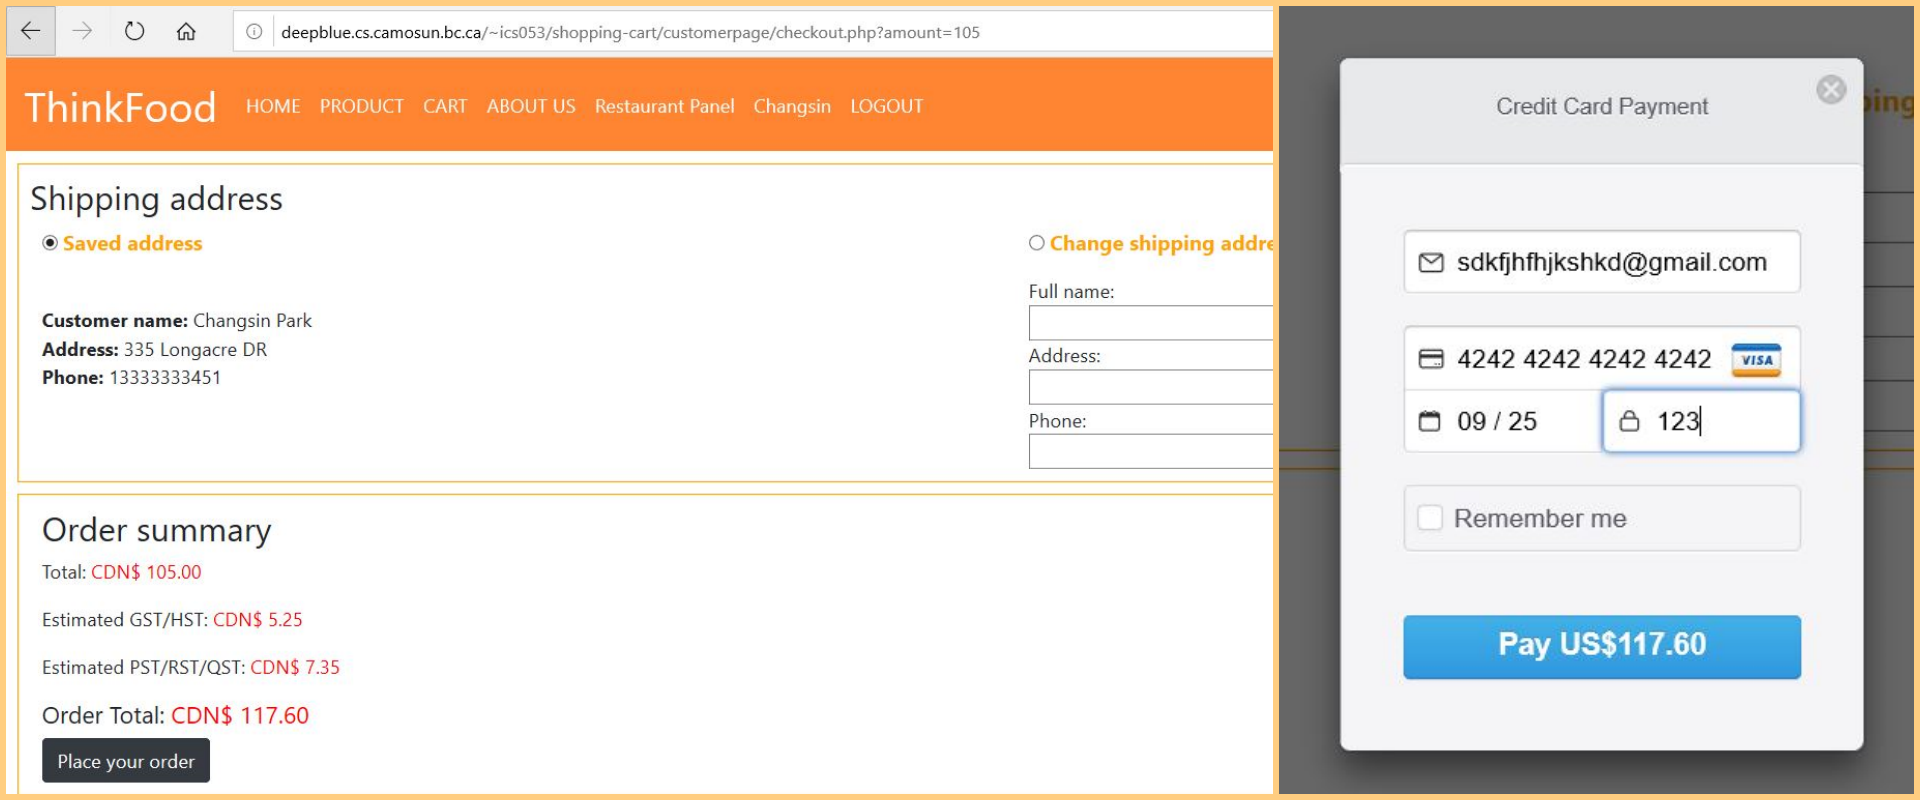 deepblue.cs.camosun.bc.ca/~ics053/shopping-cart/customerpage/checkout.php?amount=105
ThinkFood HOME PRODUCT CART ABOUT US Restaurant Panel Changsin LOGOUT
Shipping address
Saved address
Customer name: Changsin Park
Address: 335 Longacre DR
Phone: 13333333451
Change shipping addre
Full name:
Address:
Phone:
Order summary
Total: CDN$ 105.00
Estimated GST/HST: CDN$ 5.25
Estimated PST/RST/QST: CDN$ 7.35
Order Total: CDN$ 117.60
Place your order
Credit Card Payment
ping
sdkfjhfhjkshkd@gmail.com
4242 4242 4242 4242 VISA
09 / 25 123
Remember me
Pay US$117.60